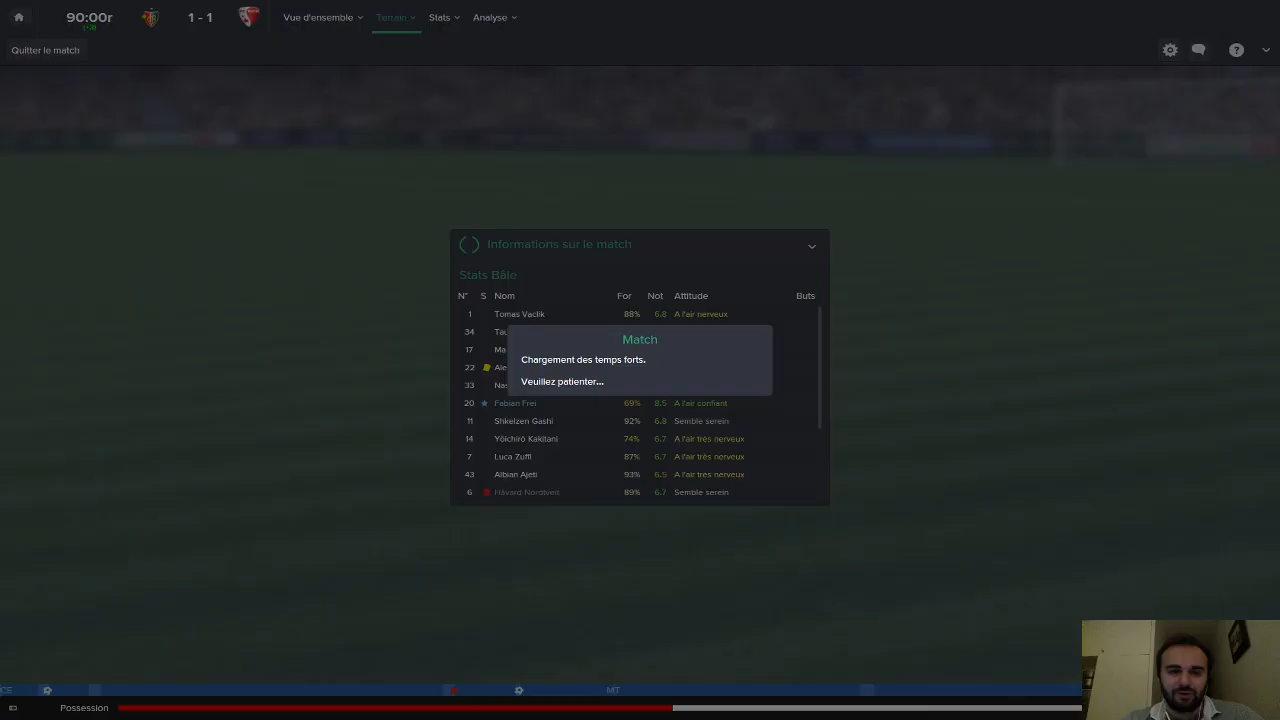 90:00r
(+3)
1 - 1
Vue d'ensemble
Terrain
Stats
Analyse
Quitter le match
Informations sur le match
Stats Bâle
N° S Nom For Not Attitude Buts
1 Tomas Vaclik 88% 6.8 A l'air nerveux
34
17
22
33
Match
Chargement des temps forts.
Veuillez patienter...
20 Fabian Frei 69% 8.5 A l'air confiant
11 Shkelzen Gashi 92% 6.8 Semble serein
14 Yōichirō Kakitani 74% 6.7 A l'air très nerveux
7 Luca Zuffi 87% 6.7 A l'air très nerveux
43 Albian Ajeti 93% 6.5 A l'air très nerveux
6 Håvard Nordtveit 89% 6.7 Semble serein
CE
MT
Possession